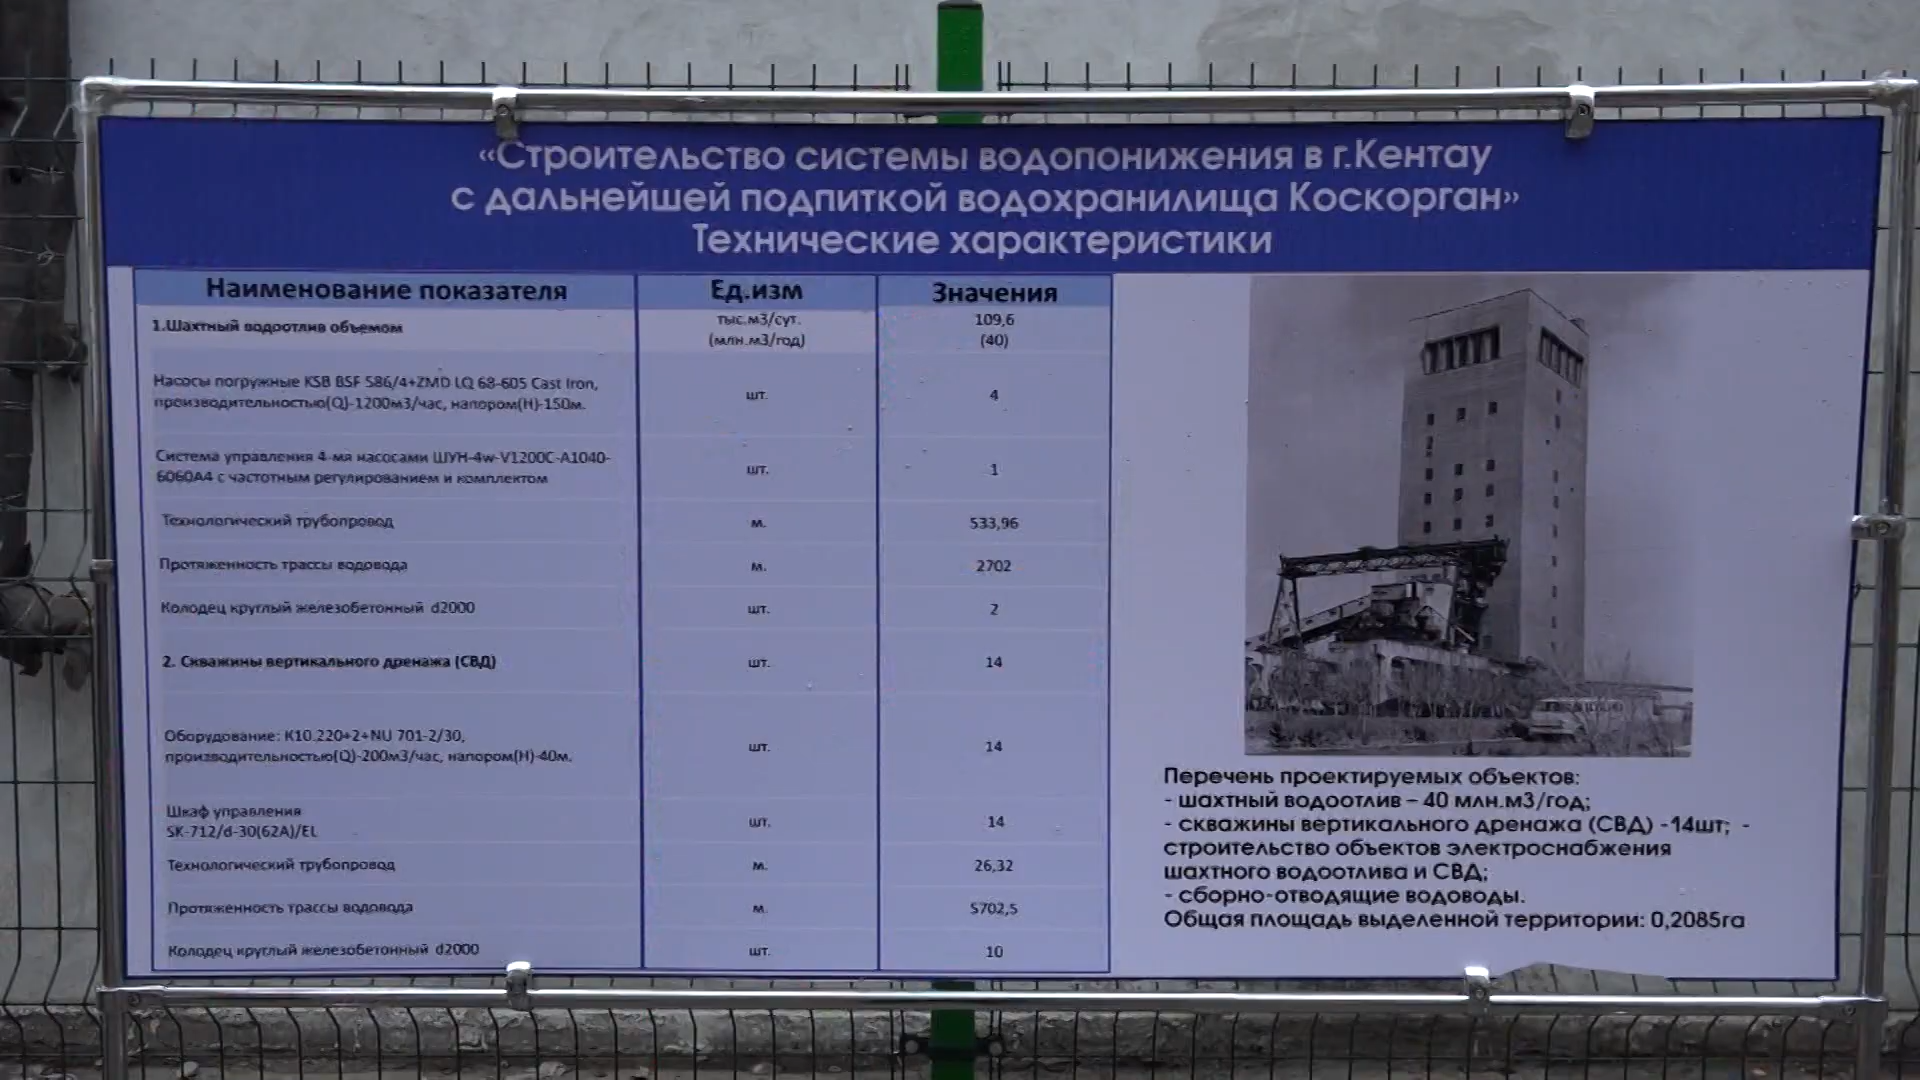 «Строительство системы водопонижения в г.Кентау
с дальнейшей подпиткой водохранилища Коскорган»
Технические характеристики
Наименование показателя Ед.изм Значения
1.Шахтный водоотлив объемом тыс.м3/сут. 109,6
(млн.м3/год) (40)
Насосы погружные KSB BSF 586/4+ZMD LQ 68-605 Cast Iron,
производительностью(Q)-1200м3/час, напором(H)-150м. шт. 4
Система управления 4-мя насосами ШУН-4w-V1200C-A1040-
6060A4 с частотным регулированием и комплектом шт. 1
Технологический трубопровод м. 533,96
Протяженность трассы водовода м. 2702
Колодец круглый железобетонный d2000 шт. 2
2. Скважины вертикального дренажа (СВД) шт. 14
Оборудование: K10.220+2+NU 701-2/30,
производительностью(Q)-200м3/час, напором(H)-40м. шт. 14
Шкаф управления
SK-712/d-30(62A)/EL шт. 14
Технологический трубопровод м. 26,32
Протяженность трассы водовода м. 5702,5
Колодец круглый железобетонный d2000 шт. 10
Перечень проектируемых объектов:
- шахтный водоотлив – 40 млн.м3/год;
- скважины вертикального дренажа (СВД) -14шт; -
строительство объектов электроснабжения
шахтного водоотлива и СВД;
- сборно-отводящие водоводы.
Общая площадь выделенной территории: 0,2085га